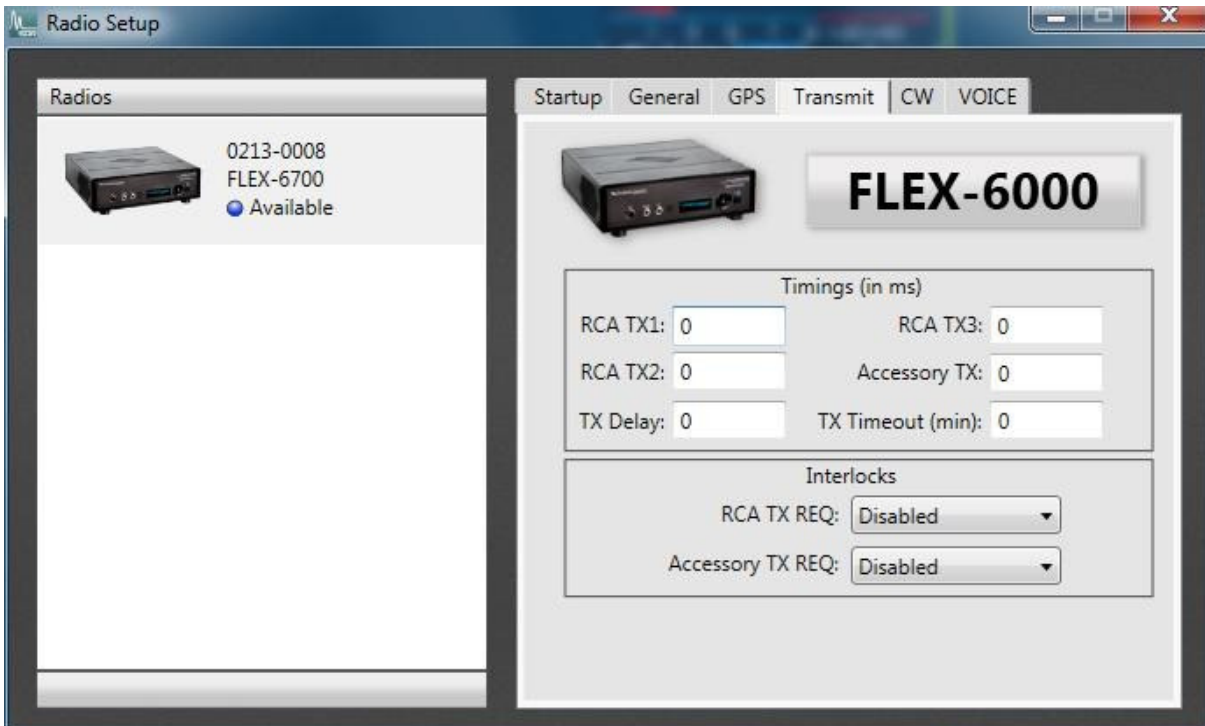 Radio Setup
Radios
0213-0008
FLEX-6700
Available
Startup General GPS Transmit CW VOICE
FLEX-6000
Timings (in ms)
RCA TX1: 0 RCA TX3: 0
RCA TX2: 0 Accessory TX: 0
TX Delay: 0 TX Timeout (min): 0
Interlocks
RCA TX REQ: Disabled
Accessory TX REQ: Disabled